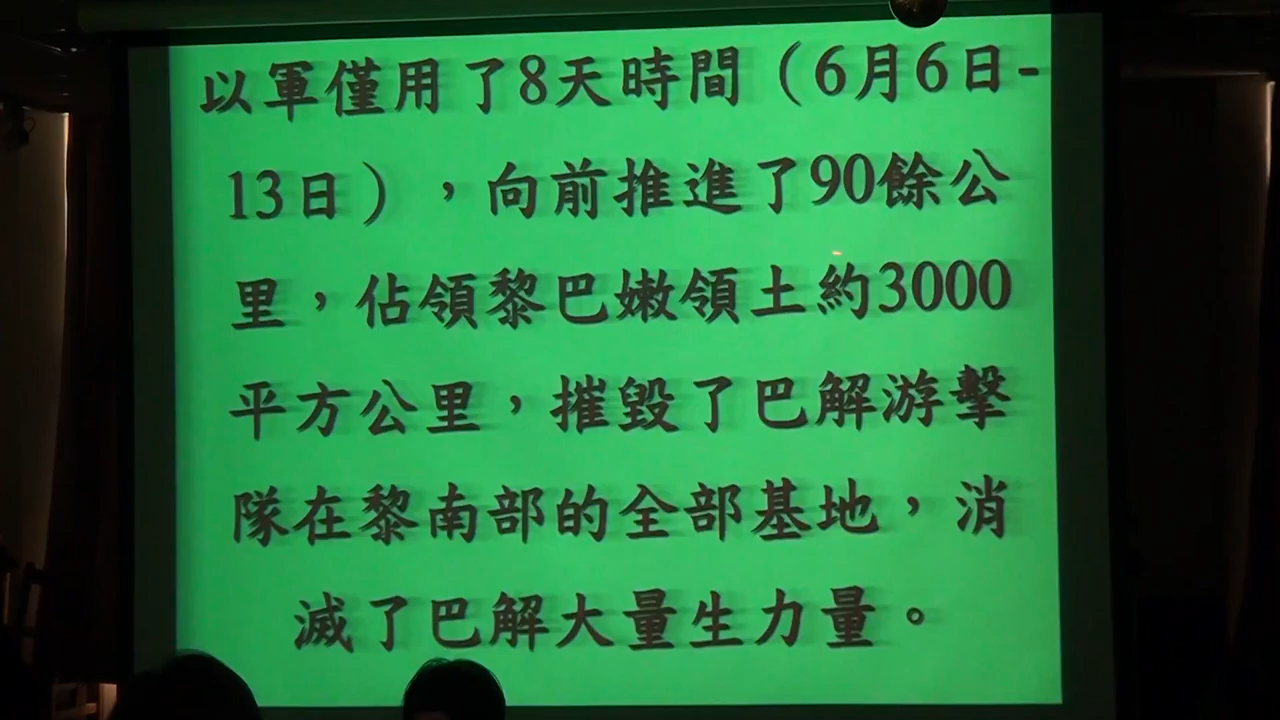 以軍僅用了8天時間（6月6日-
13日），向前推進了90餘公
里，佔領黎巴嫩領土約3000
平方公里，摧毀了巴解游擊
隊在黎南部的全部基地，消
滅了巴解大量生力量。